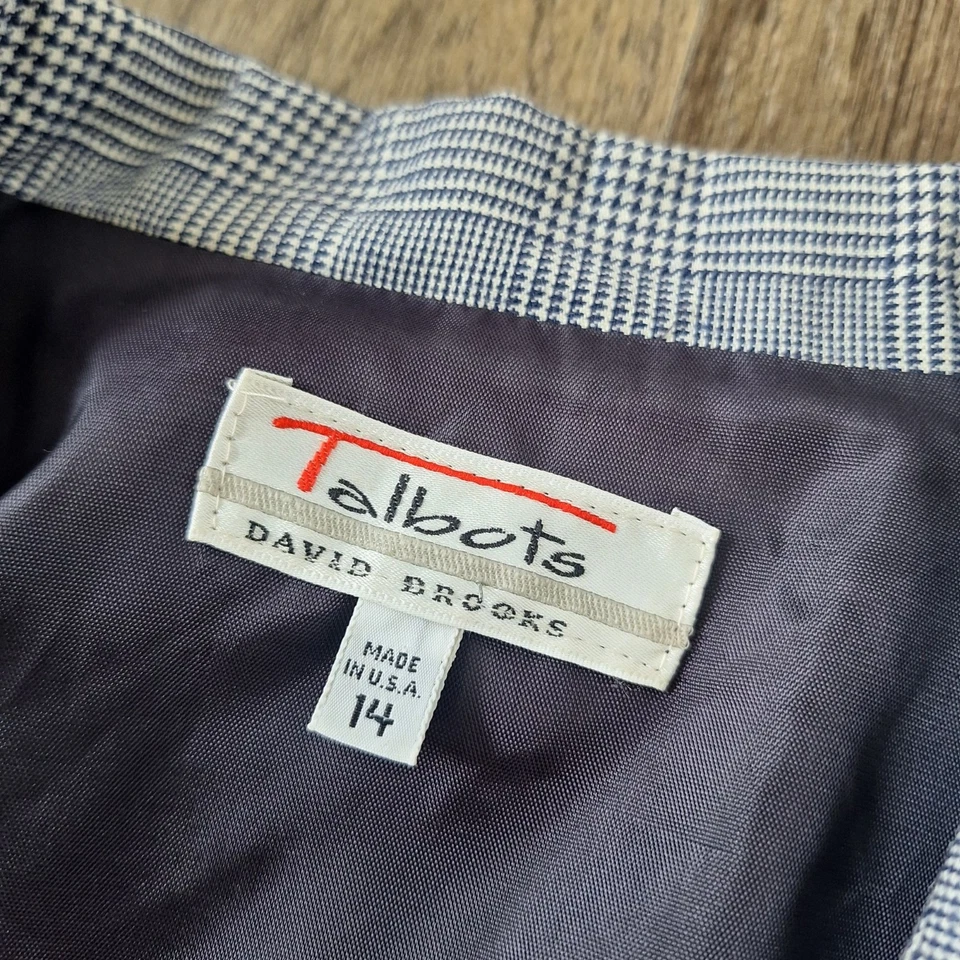 Talbots
DAVID BROOKS
MADE
IN U.S.A.
14